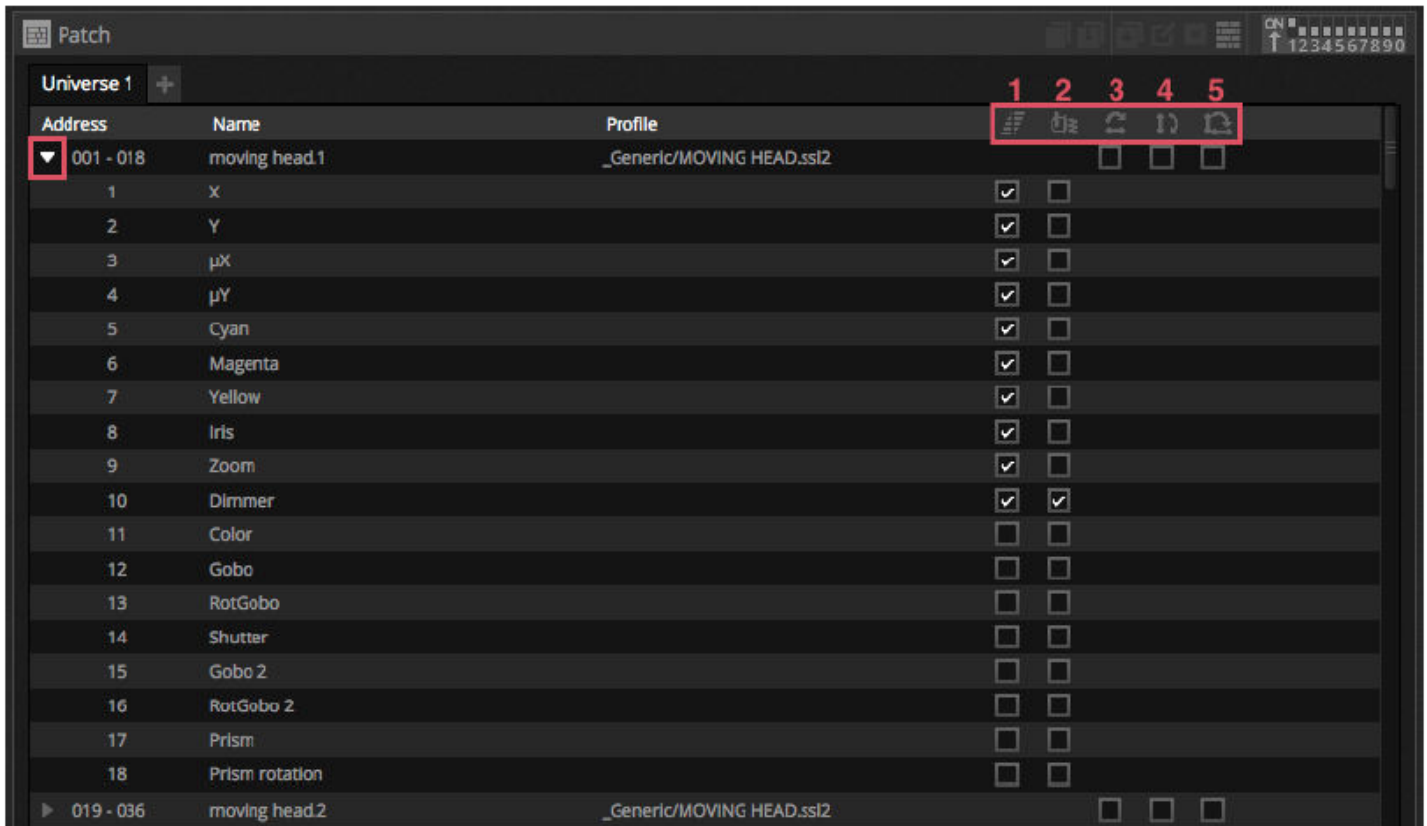 Patch
ON
1234567890
Universe 1 +
1 2 3 4 5
Address Name Profile
001 - 018 moving head.1 _Generic/MOVING HEAD.ssl2
1 X
2 Y
3 µX
4 µY
5 Cyan
6 Magenta
7 Yellow
8 Iris
9 Zoom
10 Dimmer
11 Color
12 Gobo
13 RotGobo
14 Shutter
15 Gobo 2
16 RotGobo 2
17 Prism
18 Prism rotation
019 - 036 moving head.2 _Generic/MOVING HEAD.ssl2